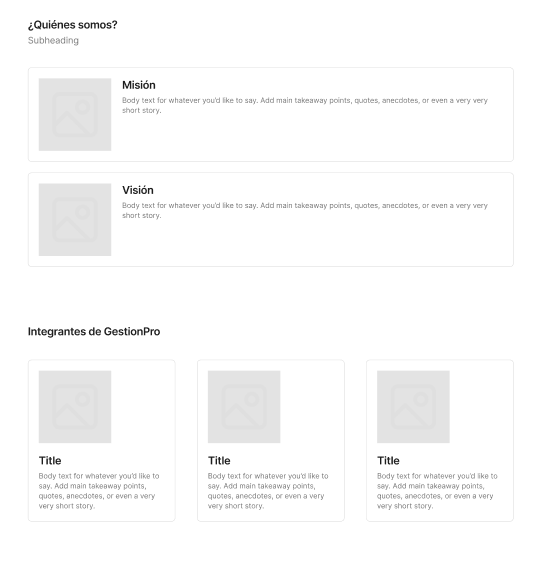 ¿Quiénes somos?
Subheading
Misión
Body text for whatever you'd like to say. Add main takeaway points, quotes, anecdotes, or even a very very
short story.
Visión
Body text for whatever you'd like to say. Add main takeaway points, quotes, anecdotes, or even a very very
short story.
Integrantes de GestionPro
Title
Body text for whatever you'd like to
say. Add main takeaway points,
quotes, anecdotes, or even a very
very short story.
Title
Body text for whatever you'd like to
say. Add main takeaway points,
quotes, anecdotes, or even a very
very short story.
Title
Body text for whatever you'd like to
say. Add main takeaway points,
quotes, anecdotes, or even a very
very short story.